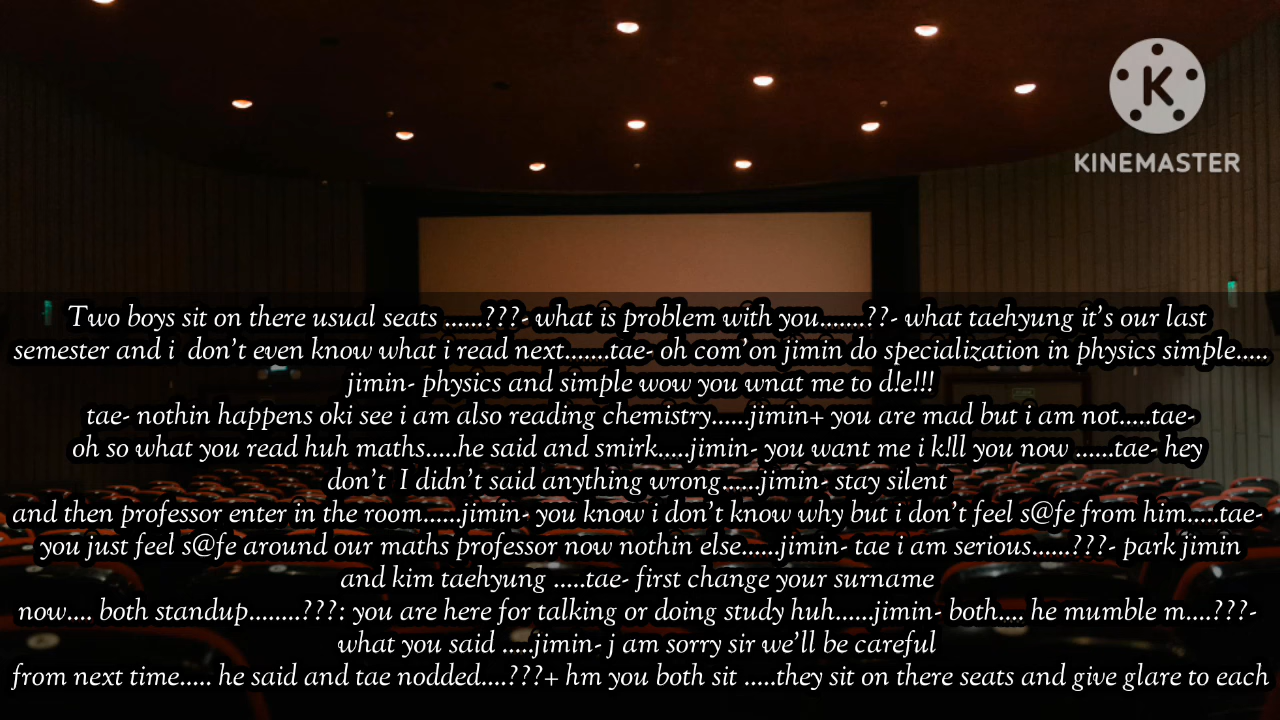 K
KINEMASTER
Two boys sit on there usual seats ......???- what is problem with you.......??- what taehyung it's our last
semester and i don't even know what i read next.......tae- oh com'on jimin do specialization in physics simple.....
jimin- physics and simple wow you wnat me to d!e!!!
tae- nothin happens oki see i am also reading chemistry......jimin+ you are mad but i am not.....tae-
oh so what you read huh maths.....he said and smirk.....jimin- you want me i k!ll you now ......tae- hey
don't I didn't said anything wrong......jimin- stay silent
and then professor enter in the room......jimin- you know i don't know why but i don't feel s@fe from him.....tae-
you just feel s@fe around our maths professor now nothin else......jimin- tae i am serious......???- park jimin
and kim taehyung .....tae- first change your surname
now.... both standup........???: you are here for talking or doing study huh......jimin- both.... he mumble m....???-
what you said .....jimin- j am sorry sir we'll be careful
from next time..... he said and tae nodded....???+ hm you both sit .....they sit on there seats and give glare to each